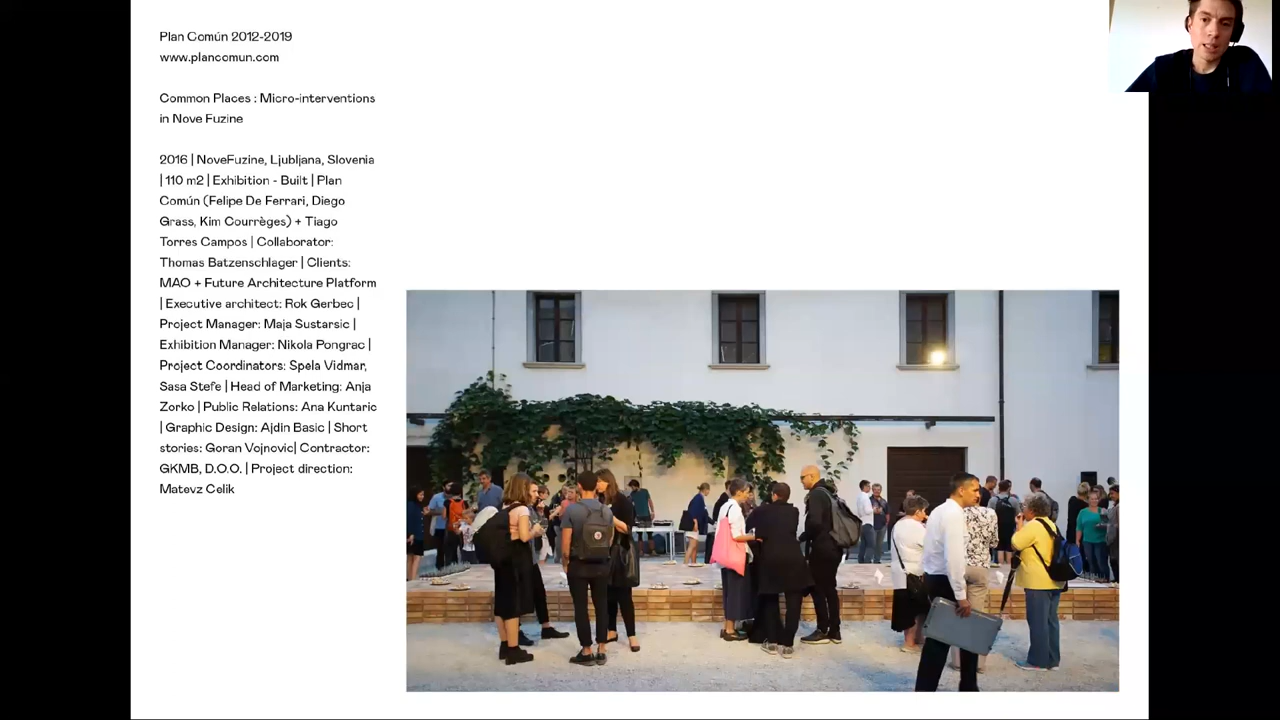 Plan Común 2012-2019
www.plancomun.com
Common Places : Micro-interventions
in Nove Fuzine
2016 | NoveFuzine, Ljubljana, Slovenia
| 110 m2 | Exhibition - Built | Plan
Común (Felipe De Ferrari, Diego
Grass, Kim Courrèges) + Tiago
Torres Campos | Collaborator:
Thomas Batzenschlager | Clients:
MAO + Future Architecture Platform
| Executive architect: Rok Gerbec |
Project Manager: Maja Sustarsic |
Exhibition Manager: Nikola Pongrac |
Project Coordinators: Spela Vidmar,
Sasa Stefe | Head of Marketing: Anja
Zorko | Public Relations: Ana Kuntaric
| Graphic Design: Ajdin Basic | Short
stories: Goran Vojnovic| Contractor:
GKMB, D.O.O. | Project direction:
Matevz Celik